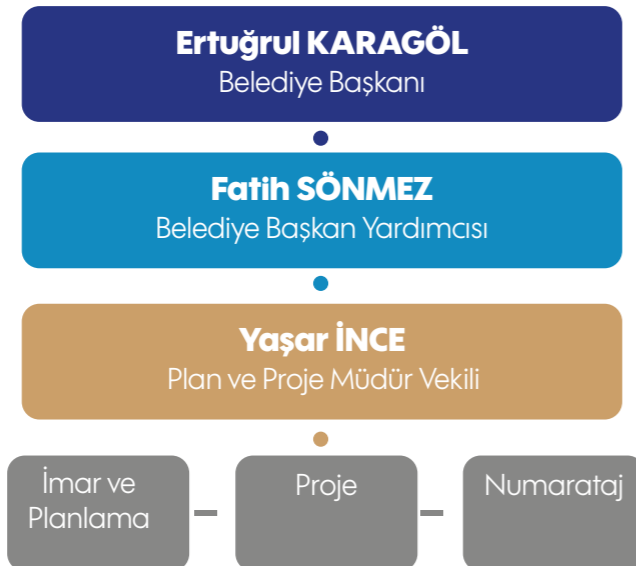 Ertuğrul KARAGÖL
Belediye Başkanı
Fatih SÖNMEZ
Belediye Başkan Yardımcısı
Yaşar İNCE
Plan ve Proje Müdür Vekili
İmar ve
Planlama
Proje
Numarataj